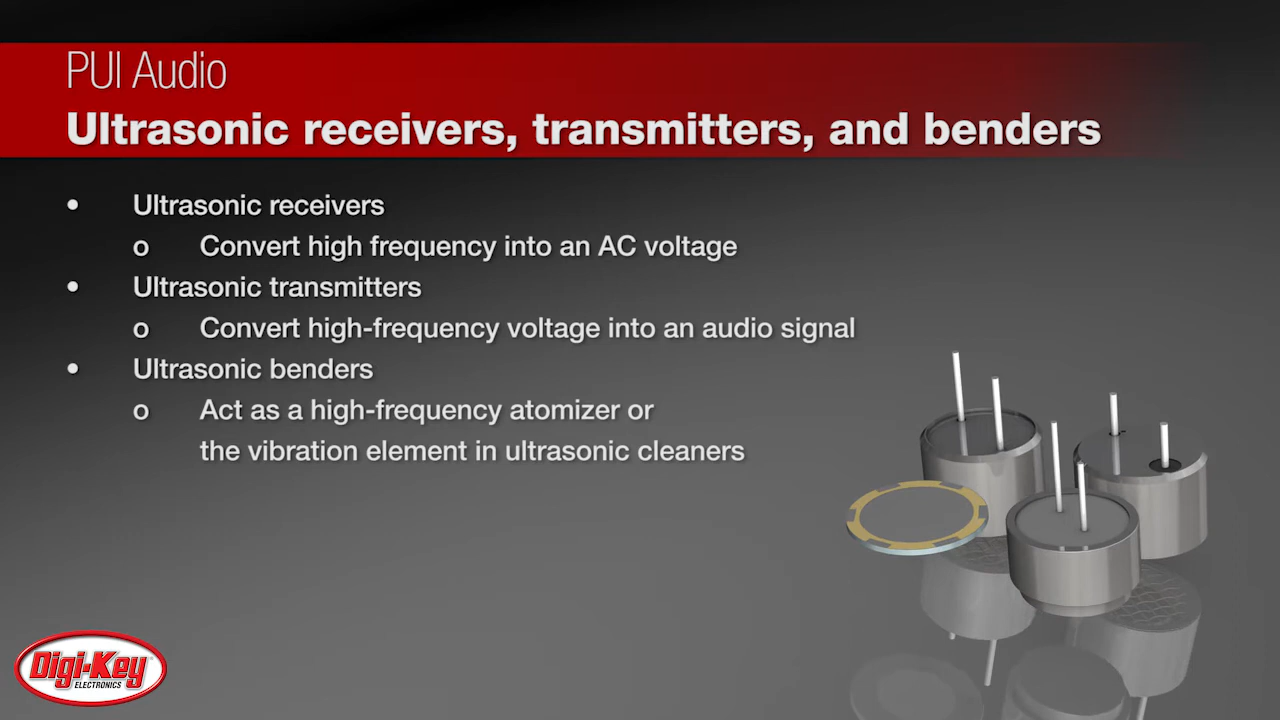 PUI Audio
Ultrasonic receivers, transmitters, and benders
• Ultrasonic receivers
o Convert high frequency into an AC voltage
• Ultrasonic transmitters
o Convert high-frequency voltage into an audio signal
• Ultrasonic benders
o Act as a high-frequency atomizer or
the vibration element in ultrasonic cleaners
Digi-Key
ELECTRONICS